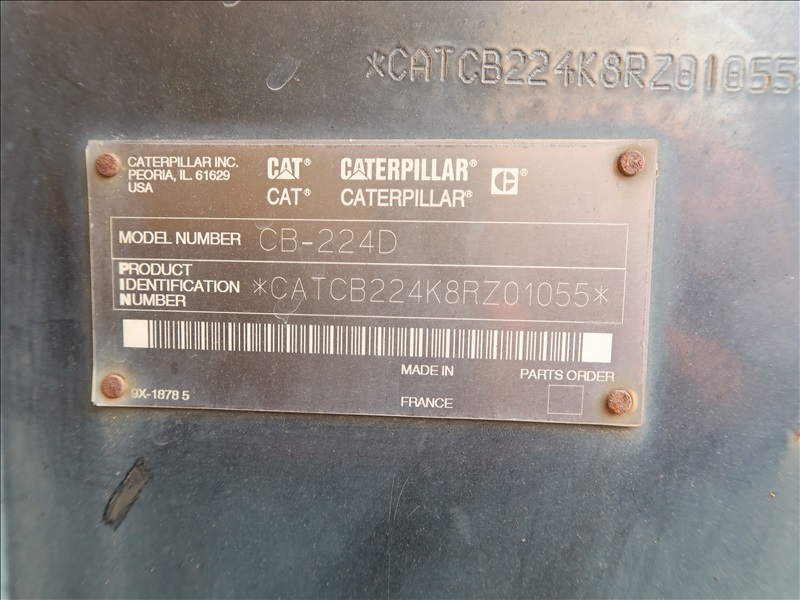 *CATCB224K8RZ01055*
CATERPILLAR INC.
PEORIA, IL. 61629
USA
CAT® CATERPILLAR® ®
CAT® CATERPILLAR®
MODEL NUMBER CB-224D
PRODUCT
IDENTIFICATION
NUMBER
*CATCB224K8RZ01055*
MADE IN
FRANCE
PARTS ORDER
9X-1878 5